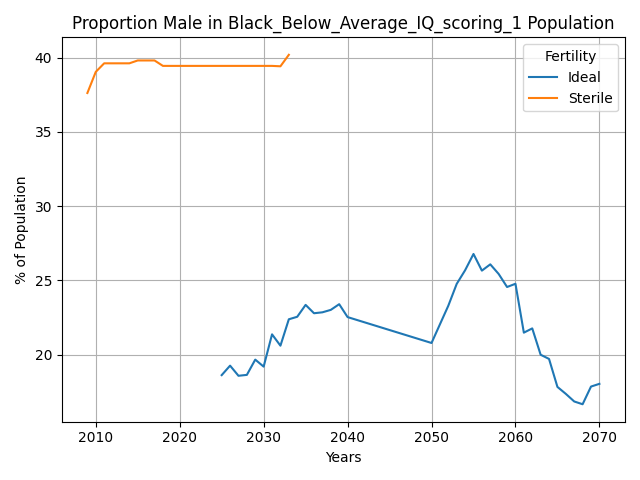 Proportion Male in Black_Below_Average_IQ_scoring_1 Population
Fertility
Ideal
Sterile
% of Population
40
35
30
25
20
2010 2020 2030 2040 2050 2060 2070
Years